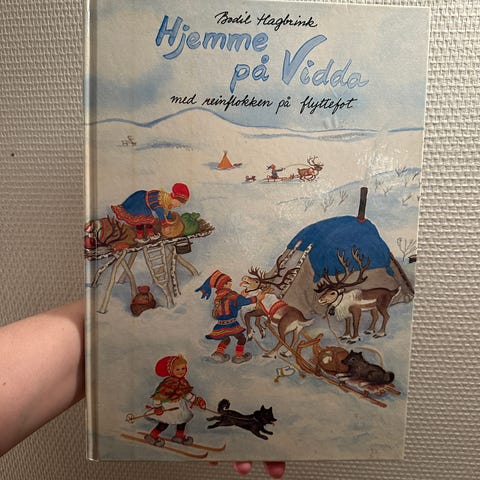 Bodil Hagbrink
Hjemme
på Vidda
med reinflokken på flyttefot